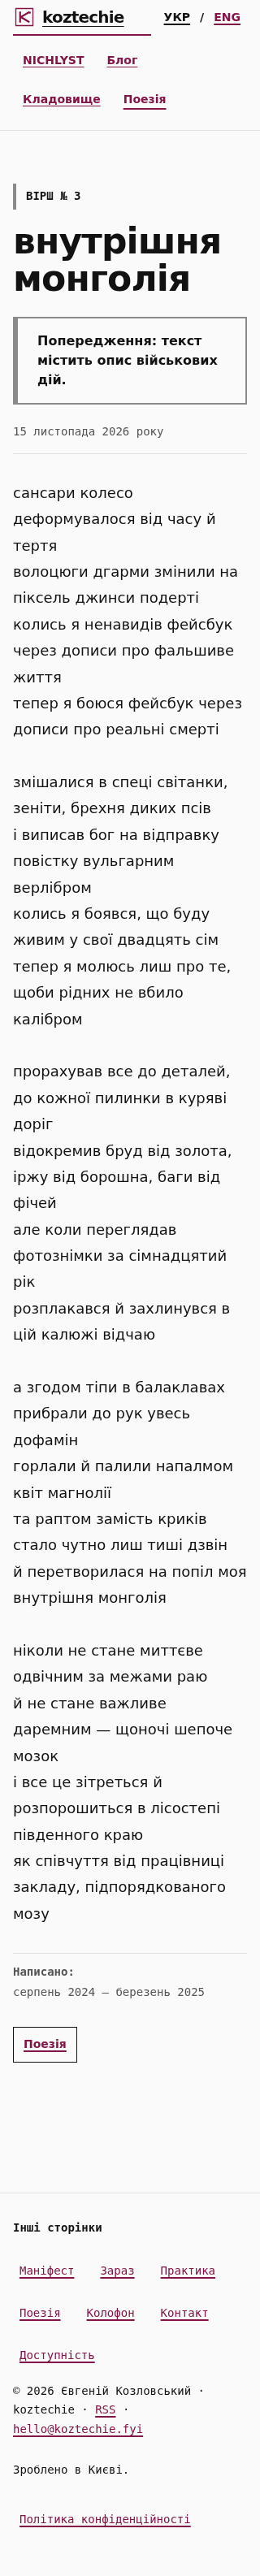 koztechie
УКР / ENG
NICHLYST Блог
Кладовище Поезія
ВІРШ № 3
внутрішня
монголія
Попередження: текст
містить опис військових
дій.
15 листопада 2026 року
сансари колесо
деформувалося від часу й
тертя
волоцюги дгарми змінили на
піксель джинси подерті
колись я ненавидів фейсбук
через дописи про фальшиве
життя
тепер я боюся фейсбук через
дописи про реальні смерті
змішалися в спеці світанки,
зеніти, брехня диких псів
і виписав бог на відправку
повістку вульгарним
верлібром
колись я боявся, що буду
живим у свої двадцять сім
тепер я молюсь лиш про те,
щоби рідних не вбило
калібром
прорахував все до деталей,
до кожної пилинки в куряві
доріг
відокремив бруд від золота,
іржу від борошна, баги від
фічей
але коли переглядав
фотознімки за сімнадцятий
рік
розплакався й захлинувся в
цій калюжі відчаю
а згодом тіпи в балаклавах
прибрали до рук увесь
дофамін
горлали й палили напалмом
квіт магнолії
та раптом замість криків
стало чутно лиш тиші дзвін
й перетворилася на попіл моя
внутрішня монголія
ніколи не стане миттєве
одвічним за межами раю
й не стане важливе
даремним — щоночі шепоче
мозок
і все це зітреться й
розпорошиться в лісостепі
південного краю
як співчуття від працівниці
закладу, підпорядкованого
мозу
Написано:
серпень 2024 — березень 2025
Поезія
Інші сторінки
Маніфест Зараз Практика
Поезія Колофон Контакт
Доступність
© 2026 Євгеній Козловський ·
koztechie · RSS ·
hello@koztechie.fyi
Зроблено в Києві.
Політика конфіденційності